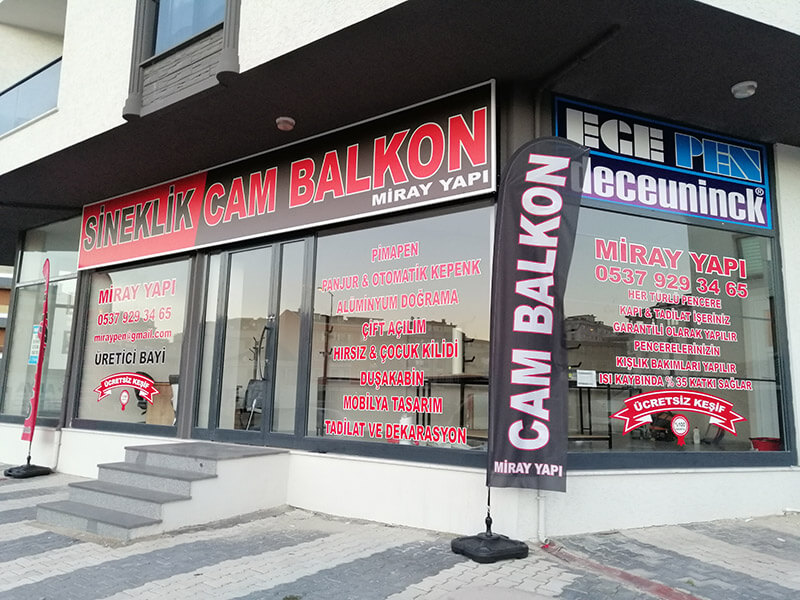 SİNEKLİK CAM BALKON
MİRAY YAPI
EGE PEN
deceuninck®
MİRAY YAPI
0537 929 34 65
miraypen@gmail.com
ÜRETİCİ BAYİ
ÜCRETSİZ KEŞİF
PİMAPEN
PANJUR & OTOMATİK KEPENK
ALUMİNYUM DOĞRAMA
ÇİFT AÇILIM
HIRSIZ & ÇOCUK KİLİDİ
DUŞAKABİN
MOBİLYA TASARIM
TADİLAT VE DEKARASYON
CAM BALKON
MİRAY YAPI
MİRAY YAPI
0537 929 34 65
HER TURLU PENCERE
KAPI & TADİLAT İŞERİNİZ
GARANTİLİ OLARAK YAPILIR
PENCERELERİNİZİN
KIŞLIK BAKIMLARI YAPILIR
ISI KAYBINDA % 35 KATKI SAĞLAR
ÜCRETSİZ KEŞİF
%100